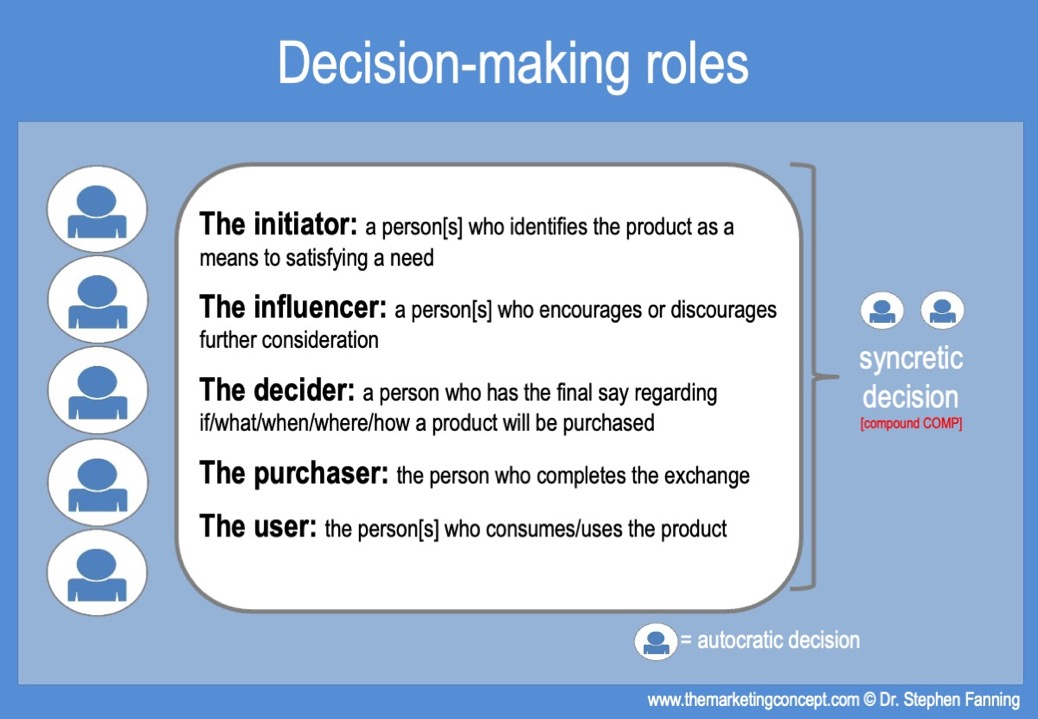 Decision-making roles
The initiator: a person[s] who identifies the product as a
means to satisfying a need
The influencer: a person[s] who encourages or discourages
further consideration
The decider: a person who has the final say regarding
if/what/when/where/how a product will be purchased
The purchaser: the person who completes the exchange
The user: the person[s] who consumes/uses the product
syncretic
decision
[compound COMP]
= autocratic decision
www.themarketingconcept.com © Dr. Stephen Fanning